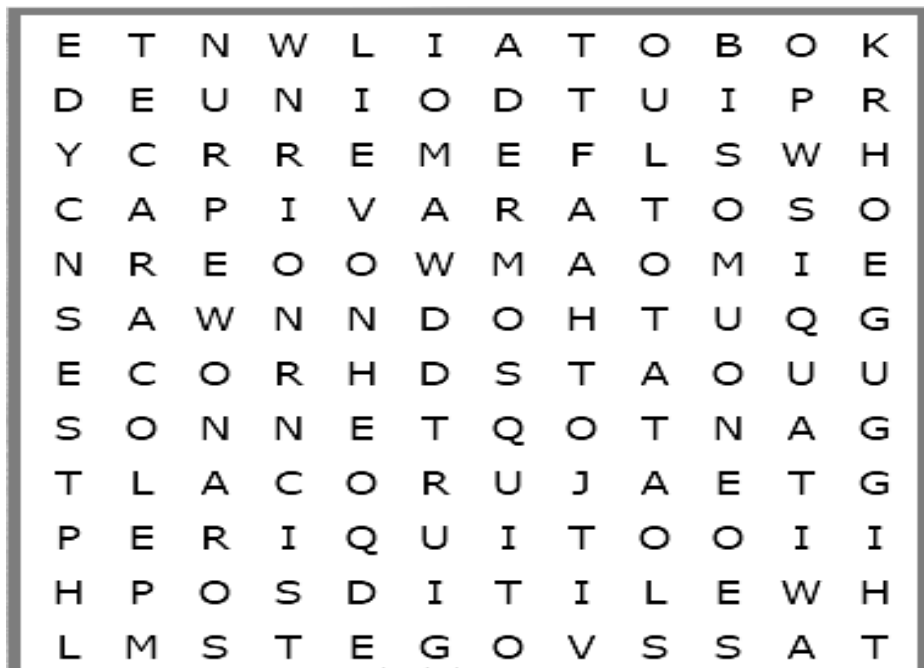 E T N W L I A T O B O K
D E U N I O D T U I P R
Y C R R E M E F L S W H
C A P I V A R A T O S O
N R E O O W M A O M I E
S A W N N D O H T U Q G
E C O R H D S T A O U U
S O N N E T Q O T N A G
T L A C O R U J A E T G
P E R I Q U I T O O I I
H P O S D I T I L E W H
L M S T E G O V S S A T